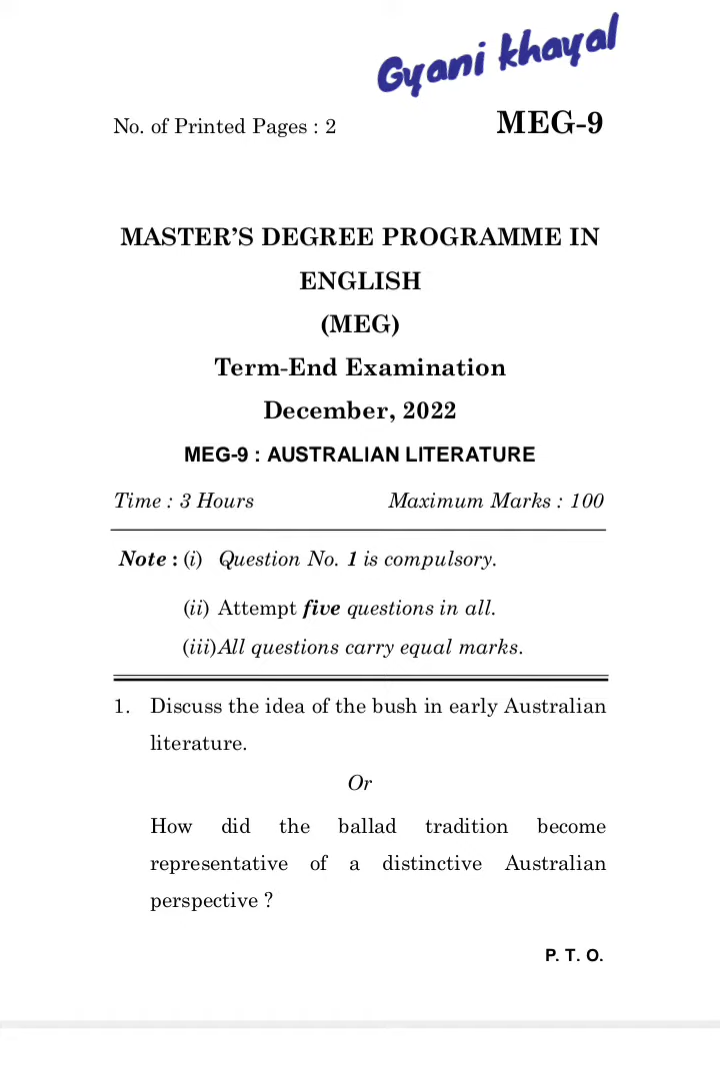 Gyani khayal
No. of Printed Pages : 2 MEG-9
MASTER'S DEGREE PROGRAMME IN
ENGLISH
(MEG)
Term-End Examination
December, 2022
MEG-9 : AUSTRALIAN LITERATURE
Time : 3 Hours Maximum Marks : 100
Note : (i) Question No. 1 is compulsory.
(ii) Attempt five questions in all.
(iii) All questions carry equal marks.
1. Discuss the idea of the bush in early Australian
literature.
Or
How did the ballad tradition become
representative of a distinctive Australian
perspective ?
P. T. O.